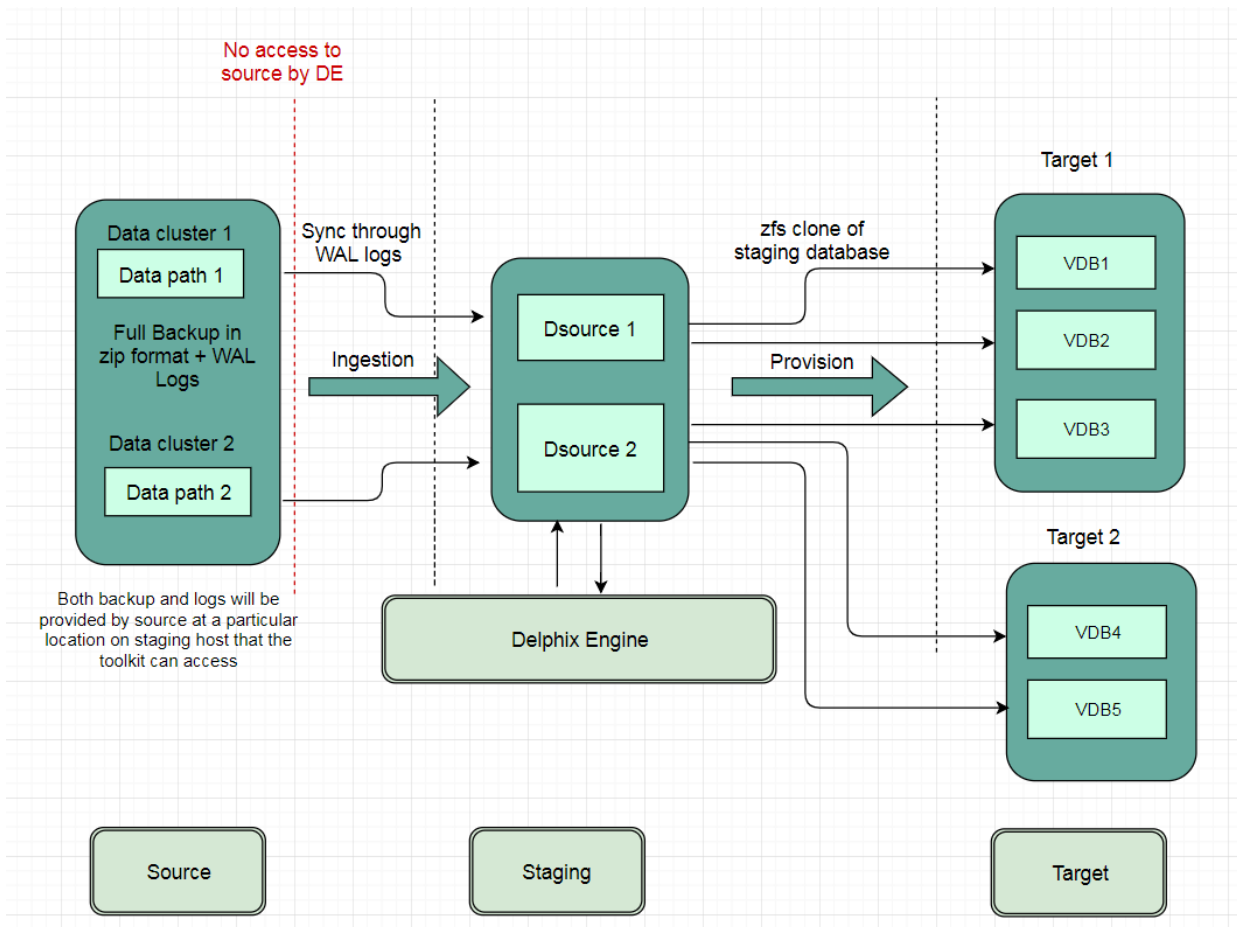 No access to
source by DE
Data cluster 1
Data path 1
Full Backup in
zip format + WAL
Logs
Data cluster 2
Data path 2
Both backup and logs will be
provided by source at a particular
location on staging host that the
toolkit can access
Sync through
WAL logs
Ingestion
Dsource 1
Dsource 2
Delphix Engine
zfs clone of
staging database
Provision
Target 1
VDB1
VDB2
VDB3
Target 2
VDB4
VDB5
Source
Staging
Target